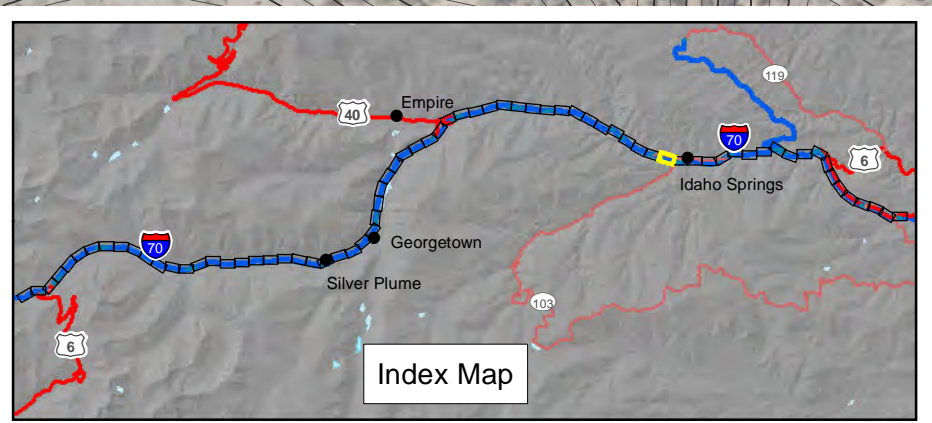 119
Empire
40
70
6
Idaho Springs
Georgetown
70
Silver Plume
103
6
Index Map